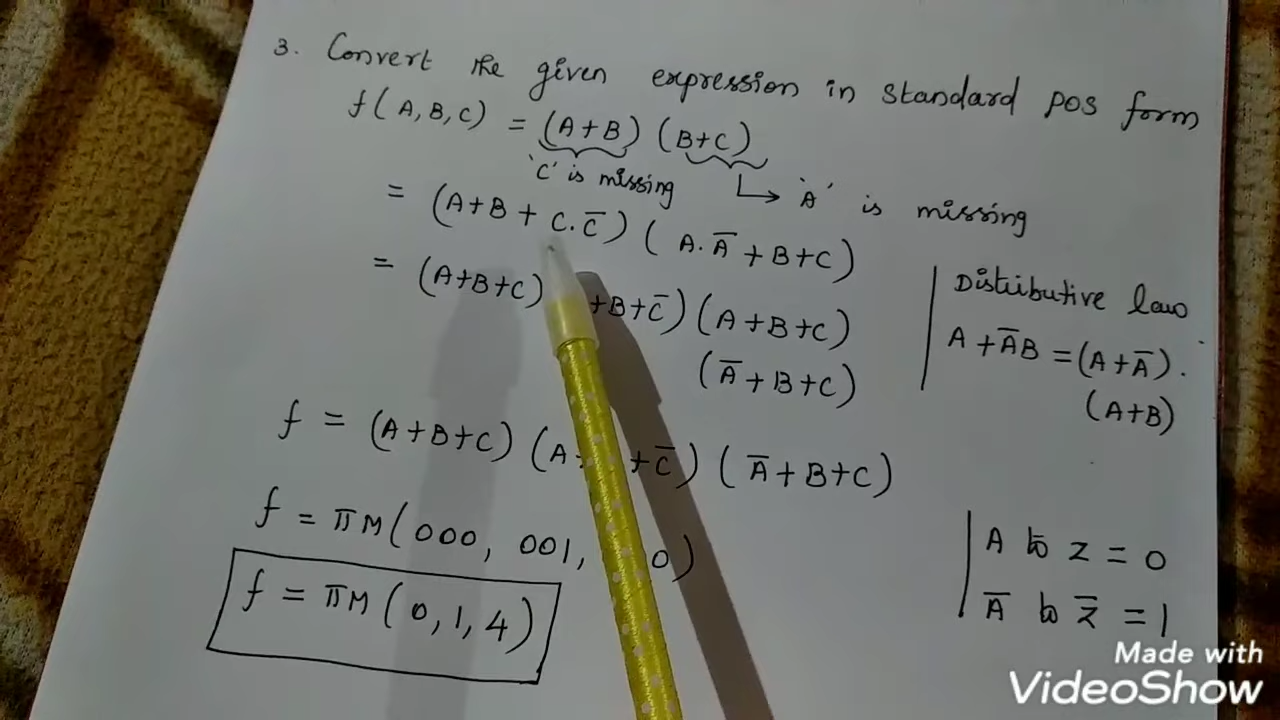 3. Convert the given expression in standard POS form
f(A,B,C) = (A+B) (B+C)
'C' is missing → 'A' is missing
= (A+B+C.C̅) (A.A̅+B+C)
= (A+B+C) +B+C̅) (A+B+C)
(A̅+B+C)
Distributive law
A+A̅B = (A+A̅).
(A+B)
f = (A+B+C) (A+ +C̅) (A̅+B+C)
f = πM(000, 001, 0)
f = πM(0,1,4)
A to Z = 0
A̅ to Z̅ = 1
Made with
VideoShow